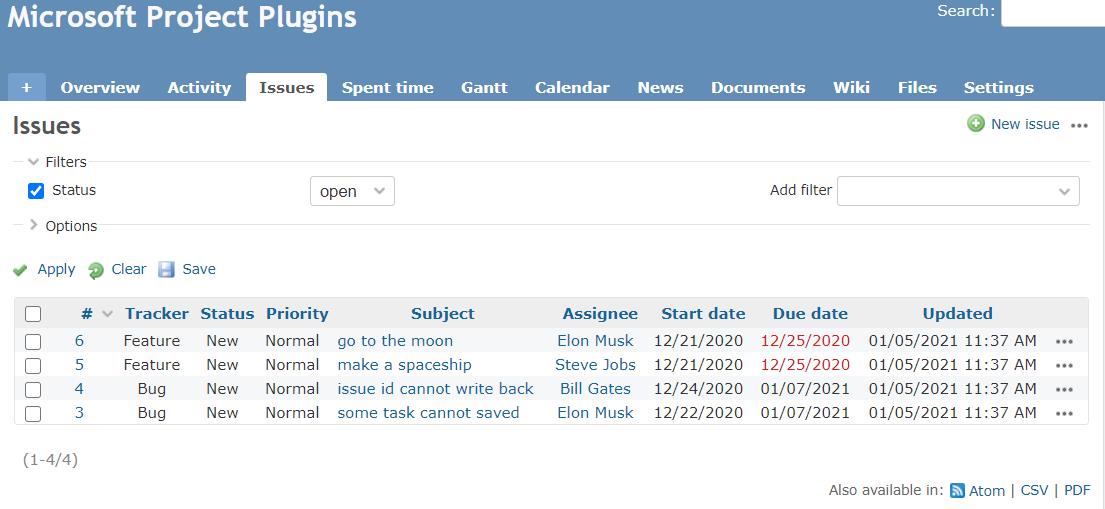 Microsoft Project Plugins
Search:
+ Overview Activity Issues Spent time Gantt Calendar News Documents Wiki Files Settings
Issues
New issue •••
Filters
Status open Add filter
Options
Apply Clear Save
# Tracker Status Priority Subject Assignee Start date Due date Updated
6 Feature New Normal go to the moon Elon Musk 12/21/2020 12/25/2020 01/05/2021 11:37 AM •••
5 Feature New Normal make a spaceship Steve Jobs 12/21/2020 12/25/2020 01/05/2021 11:37 AM •••
4 Bug New Normal issue id cannot write back Bill Gates 12/24/2020 01/07/2021 01/05/2021 11:37 AM •••
3 Bug New Normal some task cannot saved Elon Musk 12/22/2020 01/07/2021 01/05/2021 11:37 AM •••
(1-4/4)
Also available in: Atom | CSV | PDF